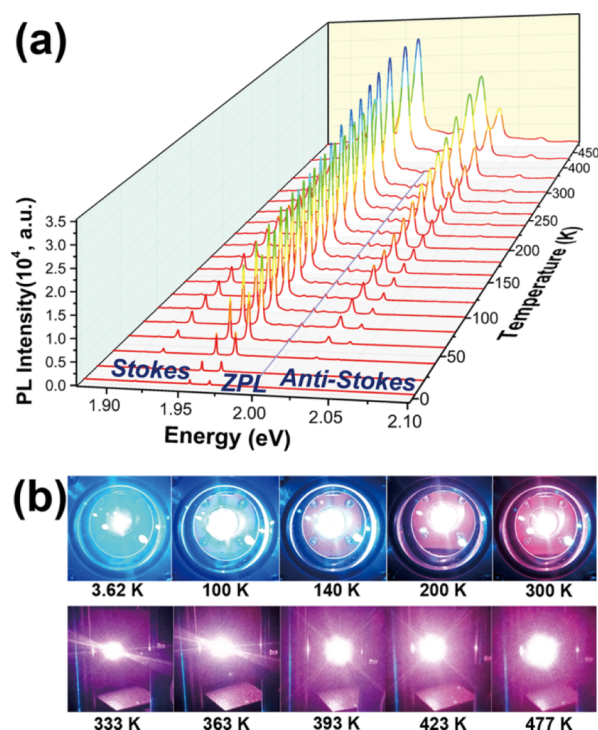 (a)
3.5
3.0
2.5
2.0
1.5
1.0
0.5
0.0
PL Intensity(10⁴, a.u.)
1.90
1.95
2.00
2.05
2.10
Energy (eV)
Stokes
ZPL
Anti-Stokes
0
50
100
150
200
250
300
400
450
Temperature (K)
(b)
3.62 K 100 K 140 K 200 K 300 K
333 K 363 K 393 K 423 K 477 K